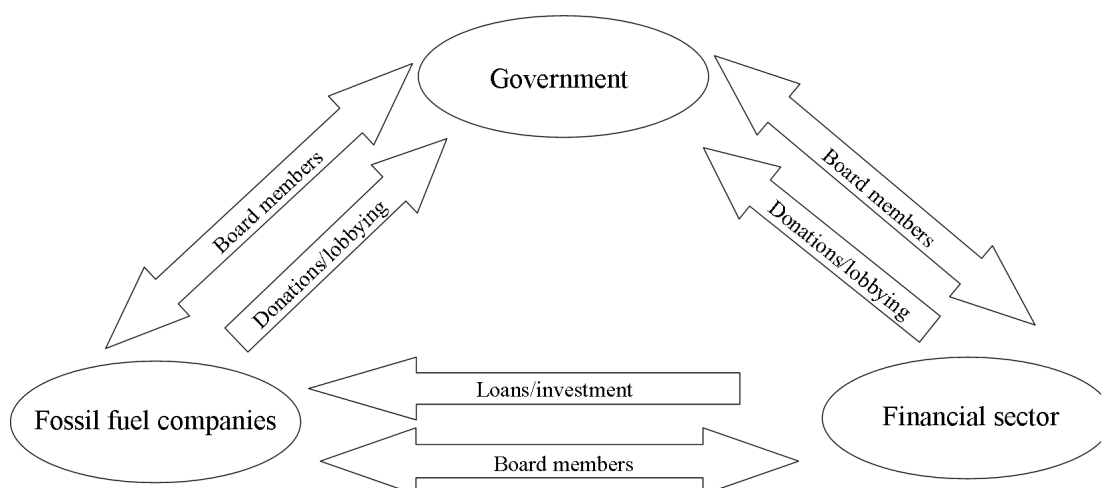 Government
Board members
Donations/lobbying
Board members
Donations/lobbying
Loans/investment
Fossil fuel companies
Financial sector
Board members